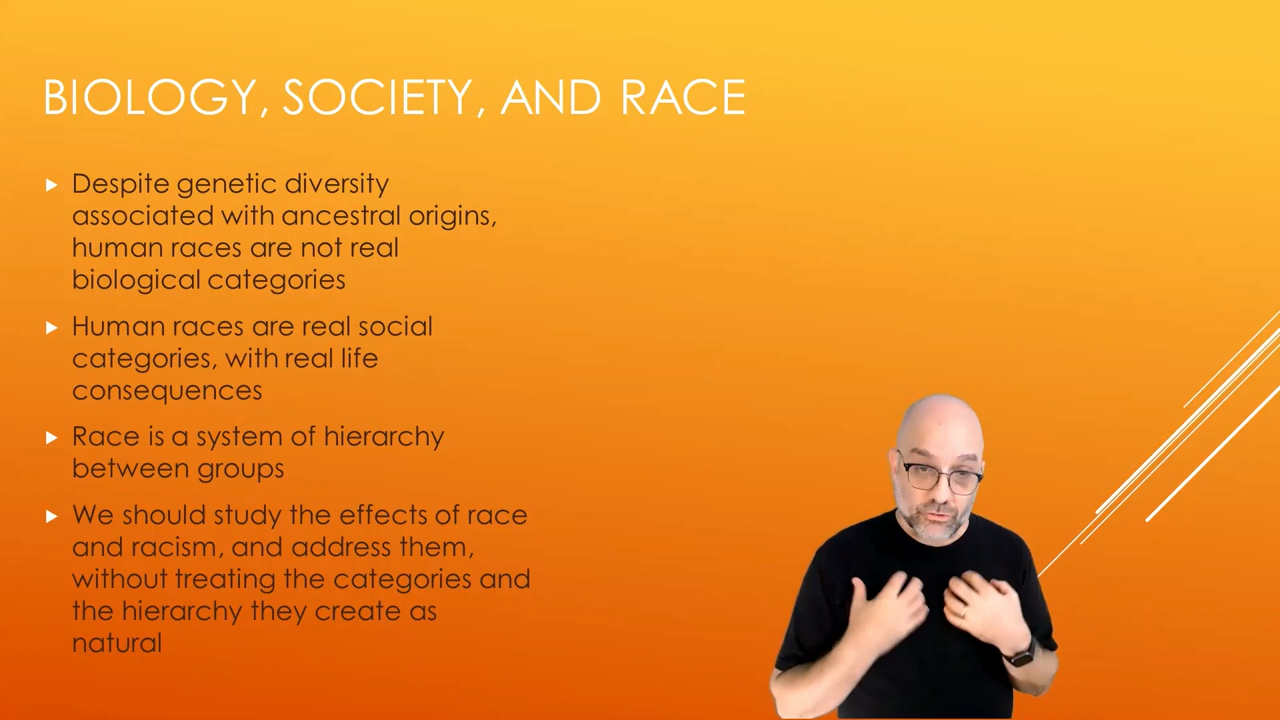 BIOLOGY, SOCIETY, AND RACE
Despite genetic diversity
associated with ancestral origins,
human races are not real
biological categories
Human races are real social
categories, with real life
consequences
Race is a system of hierarchy
between groups
We should study the effects of race
and racism, and address them,
without treating the categories and
the hierarchy they create as
natural